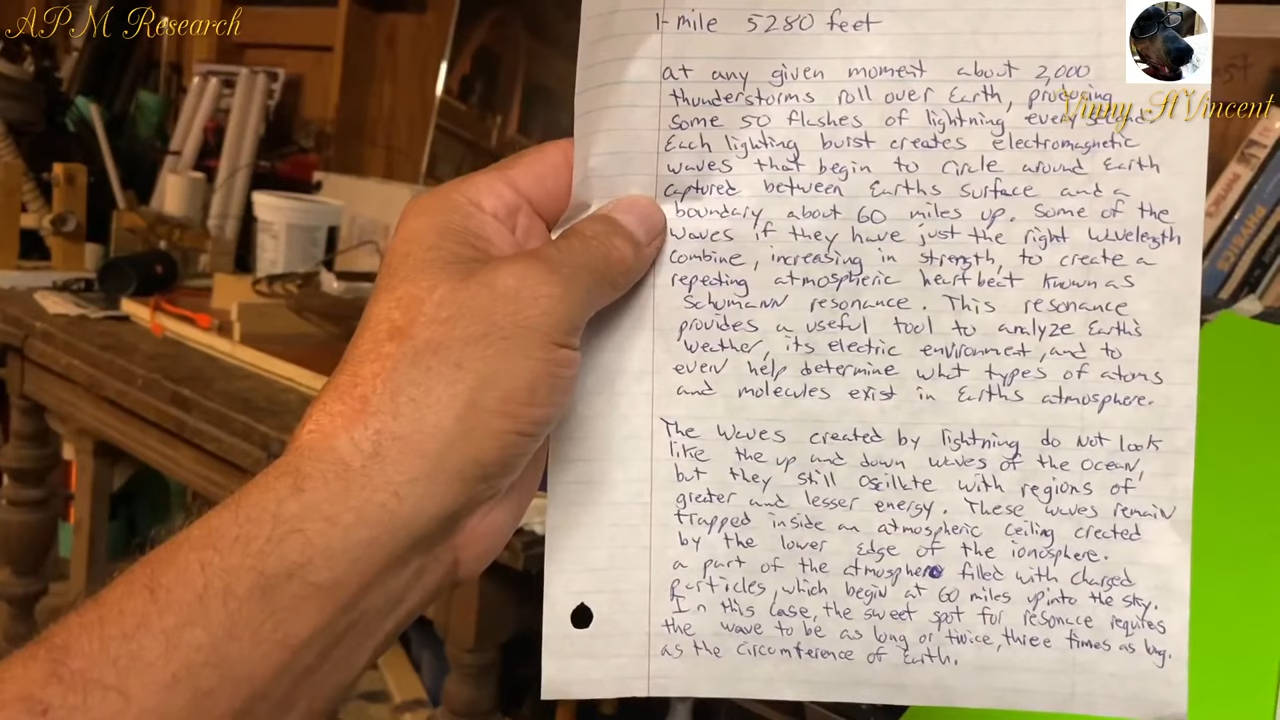 APM Research
1-mile 5280 feet
at any given moment about 2,000
thunderstorms roll over Earth, producing
Vinny StVincent
some 50 flashes of lightning every second.
Each lighting burst creates electromagnetic
waves that begin to circle around Earth
captured between Earths surface and a
boundary about 60 miles up. Some of the
waves if they have just the right wavelength
combine, increasing in strength, to create a
repeating atmospheric heartbeat known as
Schumann resonance. This resonance
provides a useful tool to analyze Earth's
weather, its electric environment, and to
even help determine what types of atoms
and molecules exist in Earths atmosphere.
The waves created by lightning do not look
like the up and down waves of the ocean,
but they still oscillate with regions of
greater and lesser energy. These waves remain
trapped inside an atmospheric ceiling created
by the lower edge of the ionosphere.
a part of the atmosphere filled with charged
particles, which begin at 60 miles up into the sky.
In this case, the sweet spot for resonace requires
the wave to be as long or twice, three times as long.
as the circumference of Earth.
PHYSICS